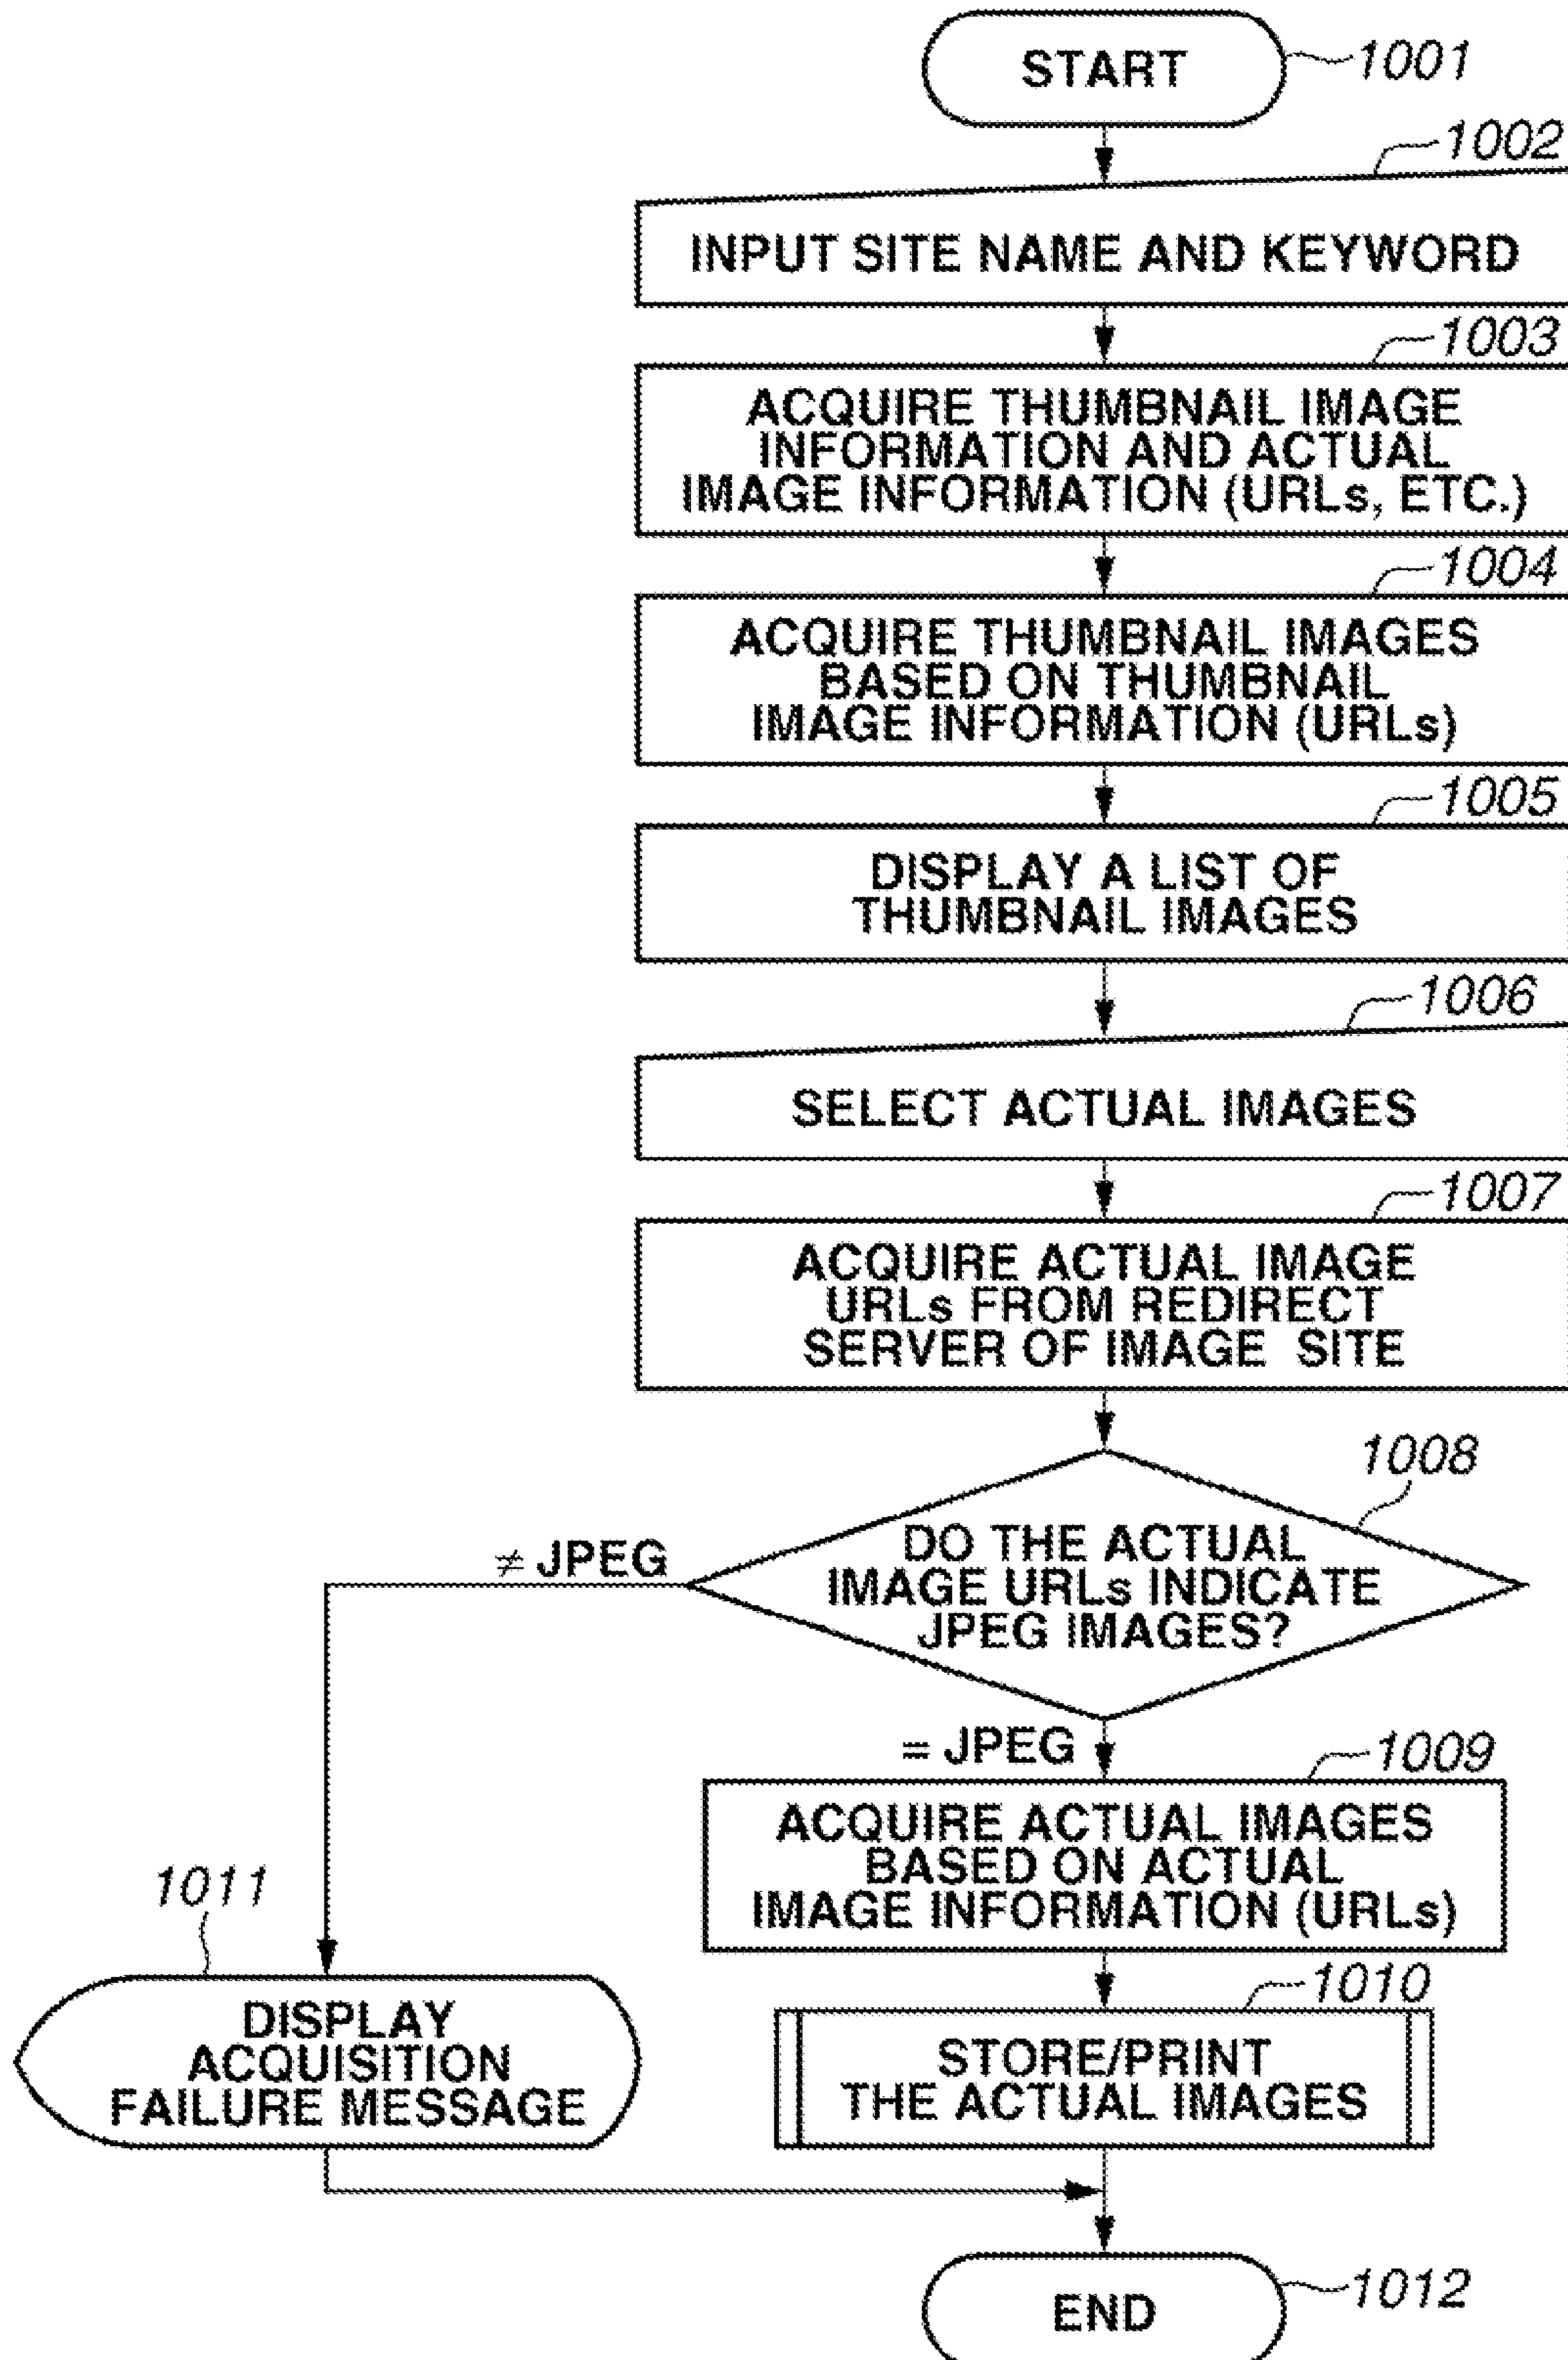 START
1001
1002
INPUT SITE NAME AND KEYWORD
1003
ACQUIRE THUMBNAIL IMAGE
INFORMATION AND ACTUAL
IMAGE INFORMATION (URLs, ETC.)
1004
ACQUIRE THUMBNAIL IMAGES
BASED ON THUMBNAIL
IMAGE INFORMATION (URLs)
1005
DISPLAY A LIST OF
THUMBNAIL IMAGES
1006
SELECT ACTUAL IMAGES
1007
ACQUIRE ACTUAL IMAGE
URLs FROM REDIRECT
SERVER OF IMAGE SITE
1008
DO THE ACTUAL
IMAGE URLs INDICATE
JPEG IMAGES?
≠ JPEG
= JPEG
1009
ACQUIRE ACTUAL IMAGES
BASED ON ACTUAL
IMAGE INFORMATION (URLs)
1011
DISPLAY
ACQUISITION
FAILURE MESSAGE
1010
STORE/PRINT
THE ACTUAL IMAGES
END
1012